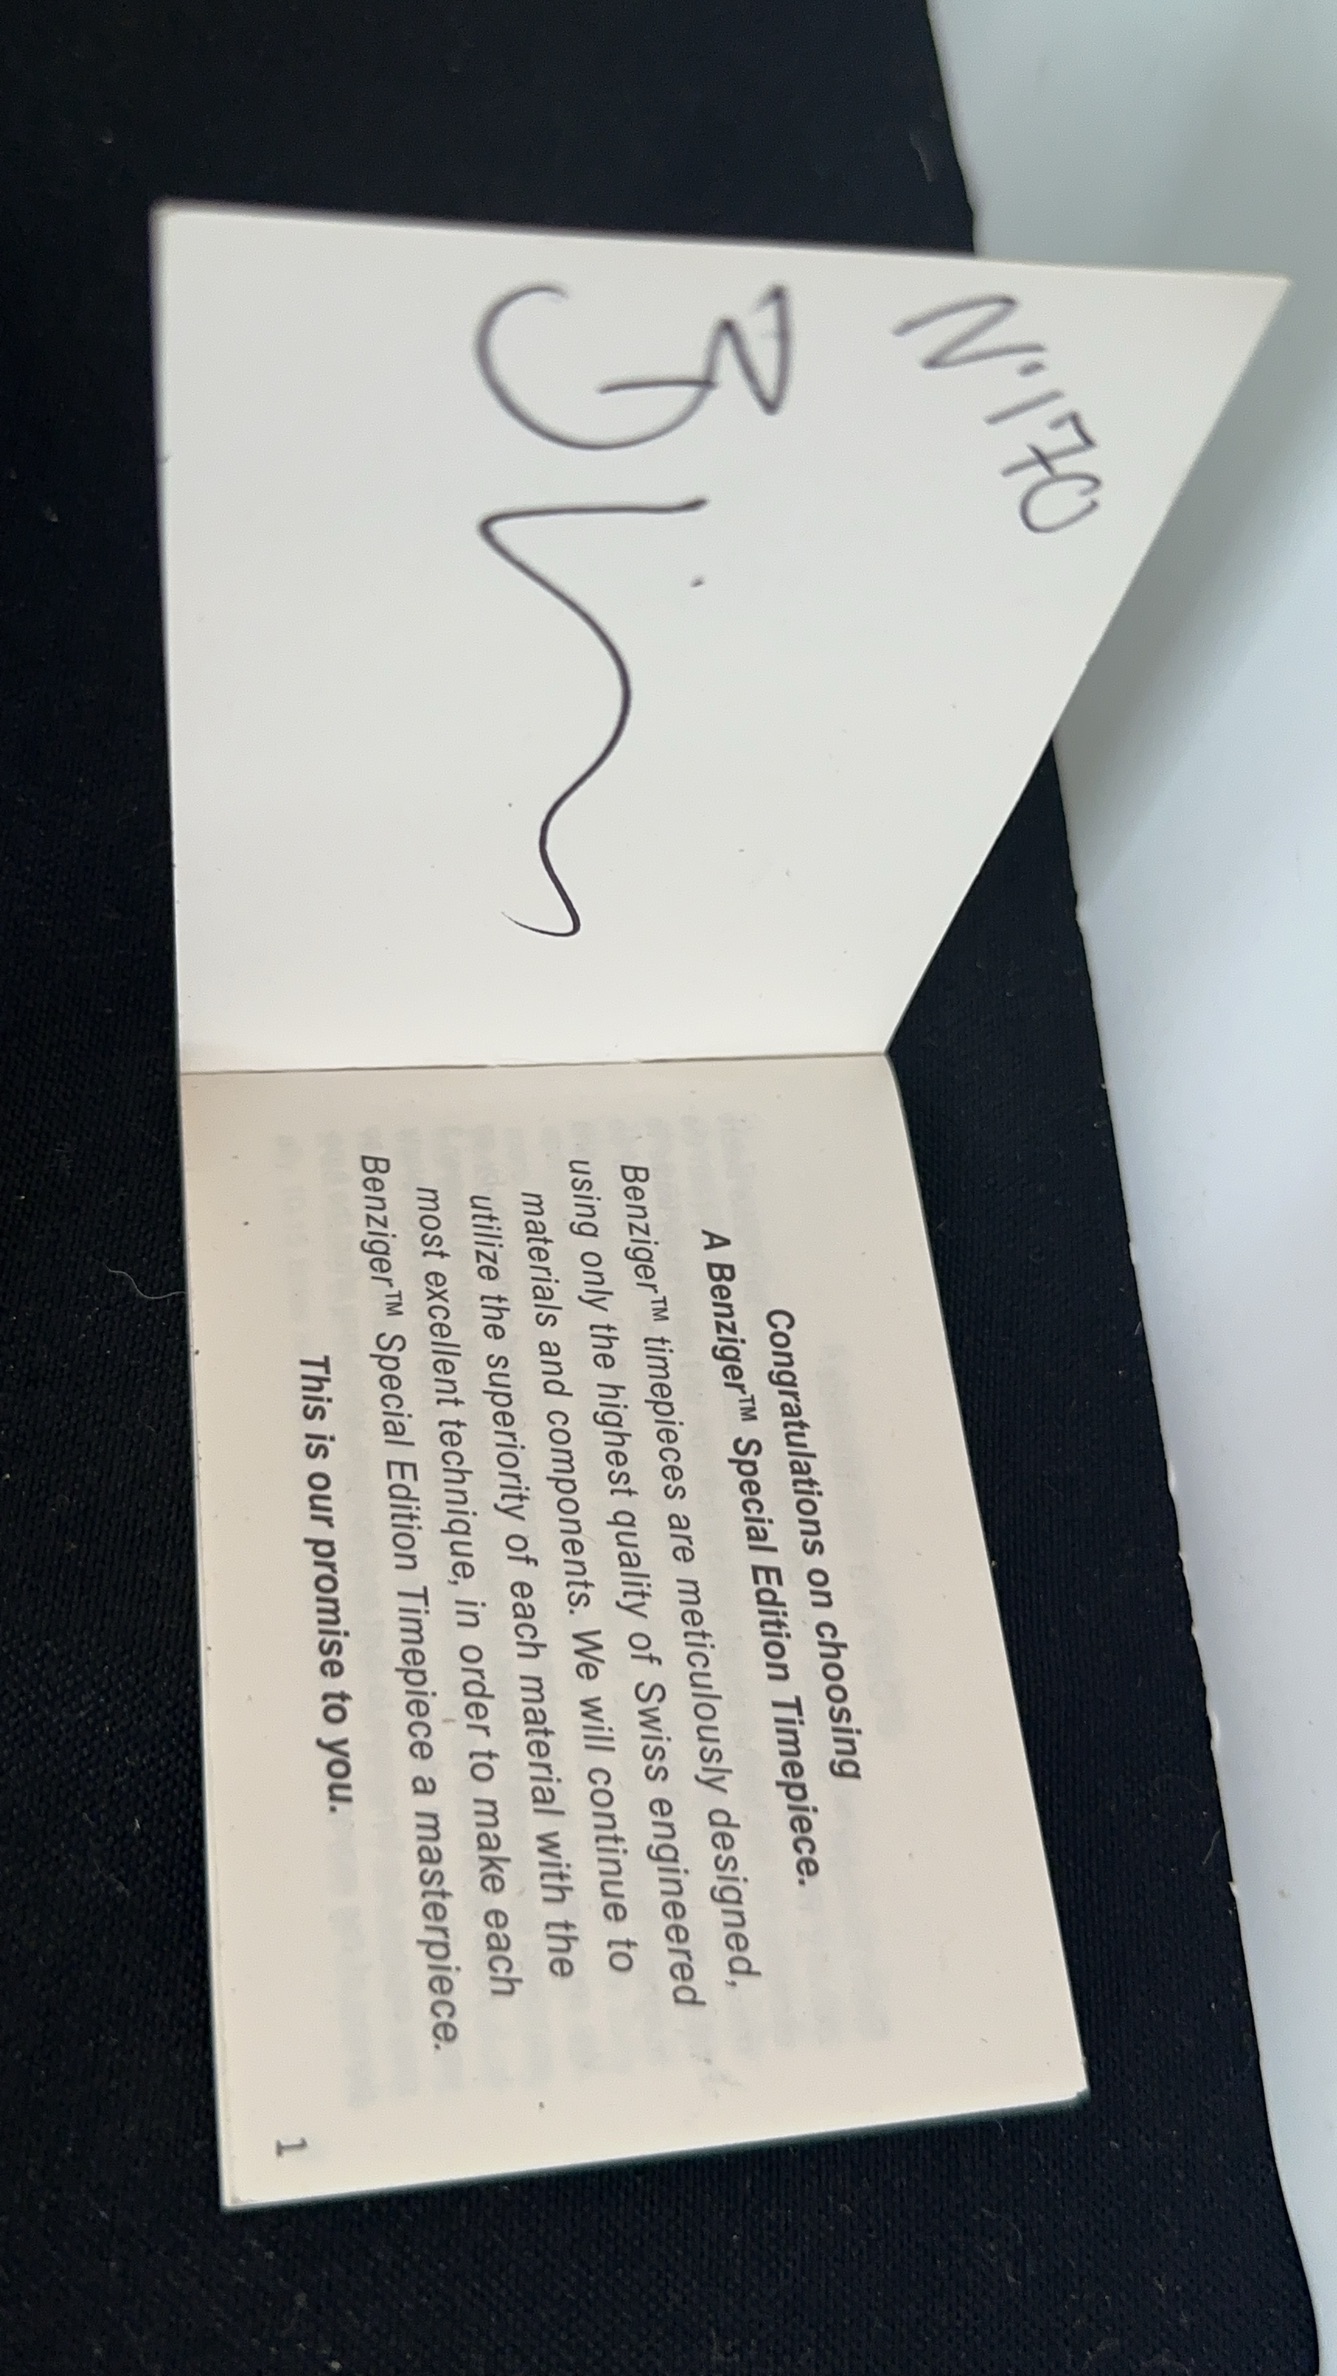 N°170
Congratulations on choosing
A Benziger™ Special Edition Timepiece.
Benziger™ timepieces are meticulously designed,
using only the highest quality of Swiss engineered
materials and components. We will continue to
utilize the superiority of each material with the
most excellent technique, in order to make each
Benziger™ Special Edition Timepiece a masterpiece.
This is our promise to you.
1